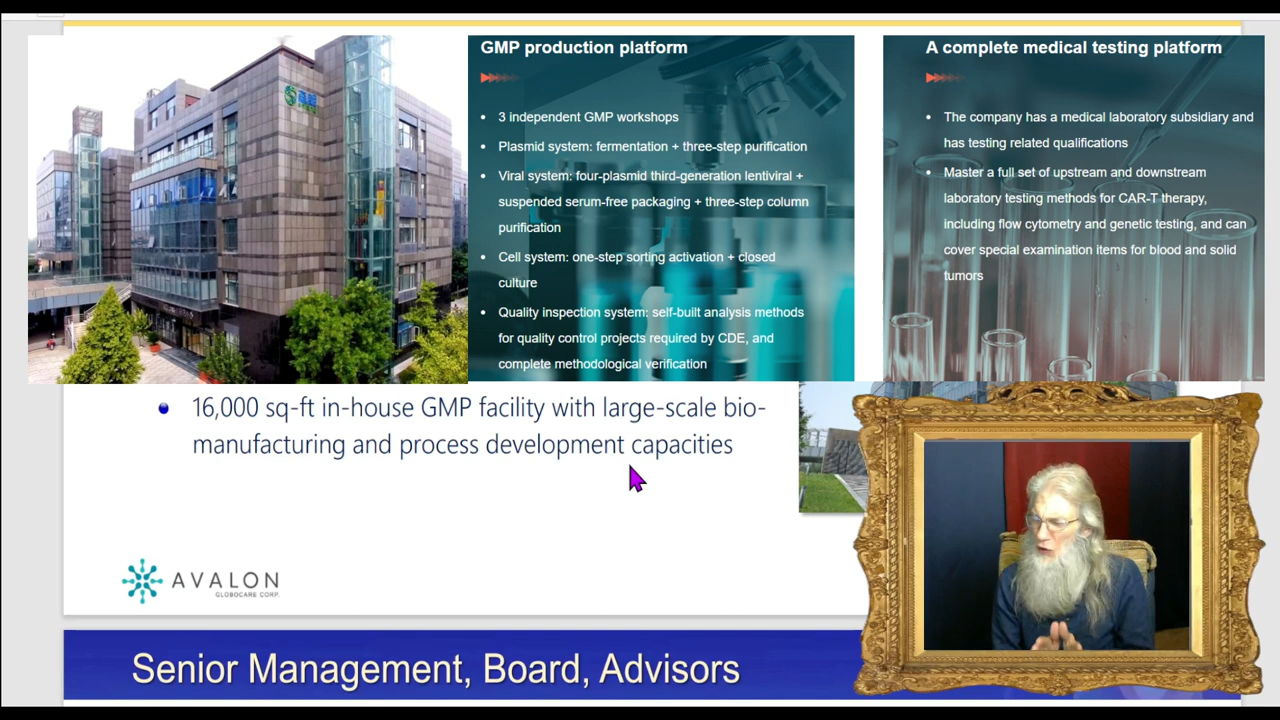 GMP production platform
• 3 independent GMP workshops
• Plasmid system: fermentation + three-step purification
• Viral system: four-plasmid third-generation lentiviral +
suspended serum-free packaging + three-step column
purification
• Cell system: one-step sorting activation + closed
culture
• Quality inspection system: self-built analysis methods
for quality control projects required by CDE, and
complete methodological verification
A complete medical testing platform
• The company has a medical laboratory subsidiary and
has testing related qualifications
• Master a full set of upstream and downstream
laboratory testing methods for CAR-T therapy,
including flow cytometry and genetic testing, and can
cover special examination items for blood and solid
tumors
• 16,000 sq-ft in-house GMP facility with large-scale bio-
manufacturing and process development capacities
AVALON
GLOBOCARE CORP.
Senior Management, Board, Advisors